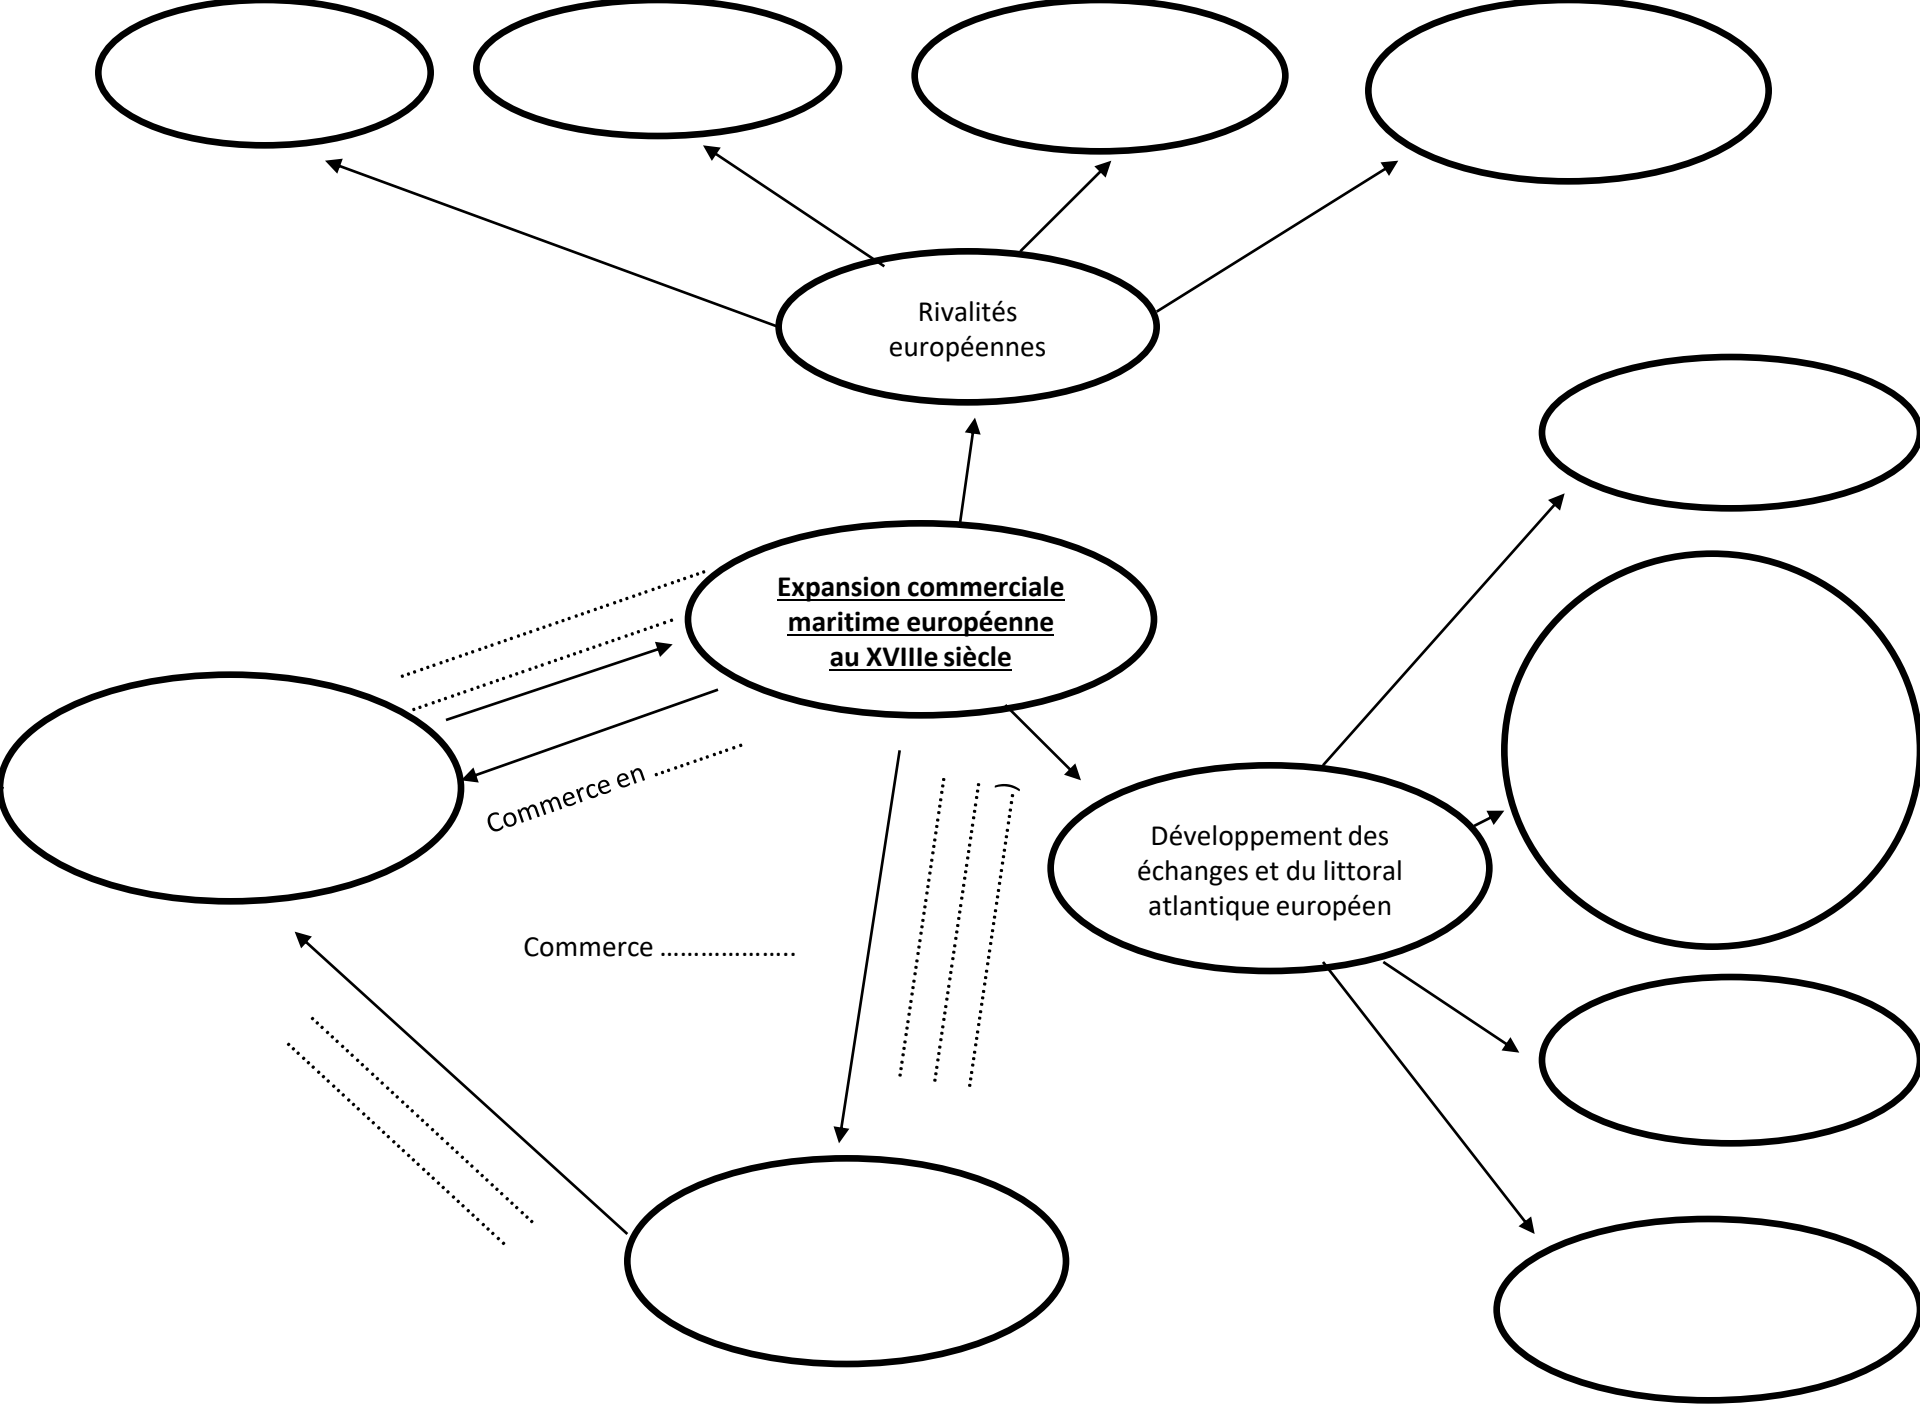 Rivalités
européennes
Expansion commerciale
maritime européenne
au XVIIIe siècle
Commerce en ...........
Développement des
échanges et du littoral
atlantique européen
Commerce ………………..
)